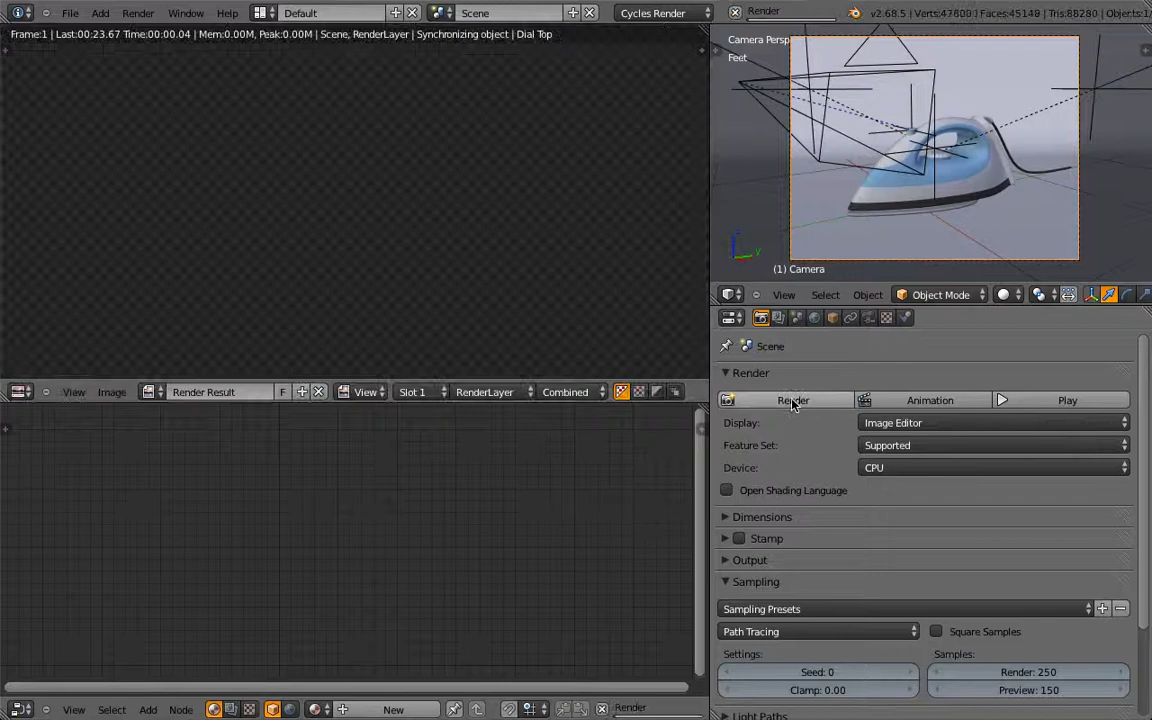 File Add Render Window Help Default Scene Cycles Render Render v2.68.5 | Verts:47800 | Faces:45149 | Tris:88280 | Objects:1/
Frame:1 | Last:00:23.67 Time:00:00.04 | Mem:0.00M, Peak:0.00M | Scene, RenderLayer | Synchronizing object | Dial Top
Camera Persp
Feet
(1) Camera
View Select Object Object Mode
Scene
Render
Render Animation Play
Display: Image Editor
Feature Set: Supported
Device: CPU
Open Shading Language
Dimensions
Stamp
Output
Sampling
Sampling Presets
Path Tracing Square Samples
Settings: Samples:
Seed: 0 Render: 250
Clamp: 0.00 Preview: 150
Light Paths
View Image Render Result F View Slot 1 RenderLayer Combined
View Select Add Node New Render